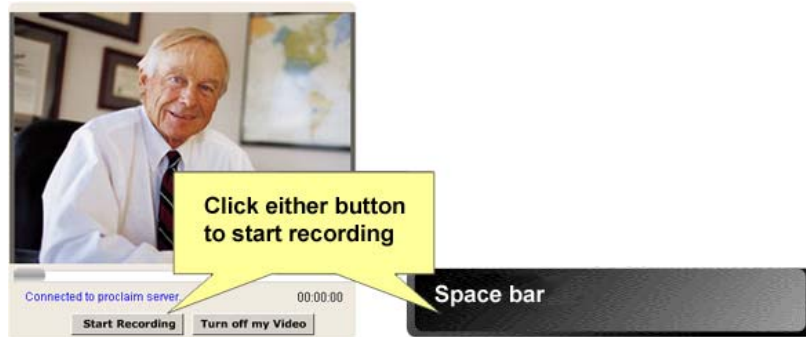 Click either button
to start recording
Space bar
Connected to proclaim server.
00:00:00
Start Recording
Turn off my Video